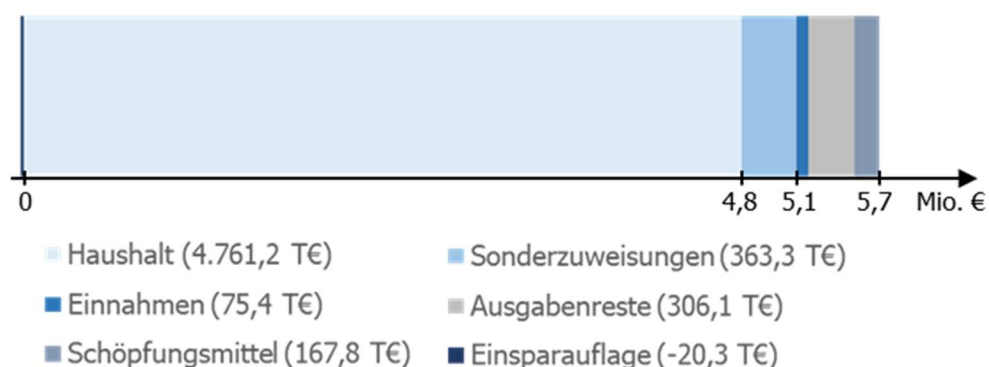 0 4,8 5,1 5,7 Mio. €
Haushalt (4.761,2 T€) Sonderzuweisungen (363,3 T€)
Einnahmen (75,4 T€) Ausgabenreste (306,1 T€)
Schöpfungsmittel (167,8 T€) Einsparauflage (-20,3 T€)